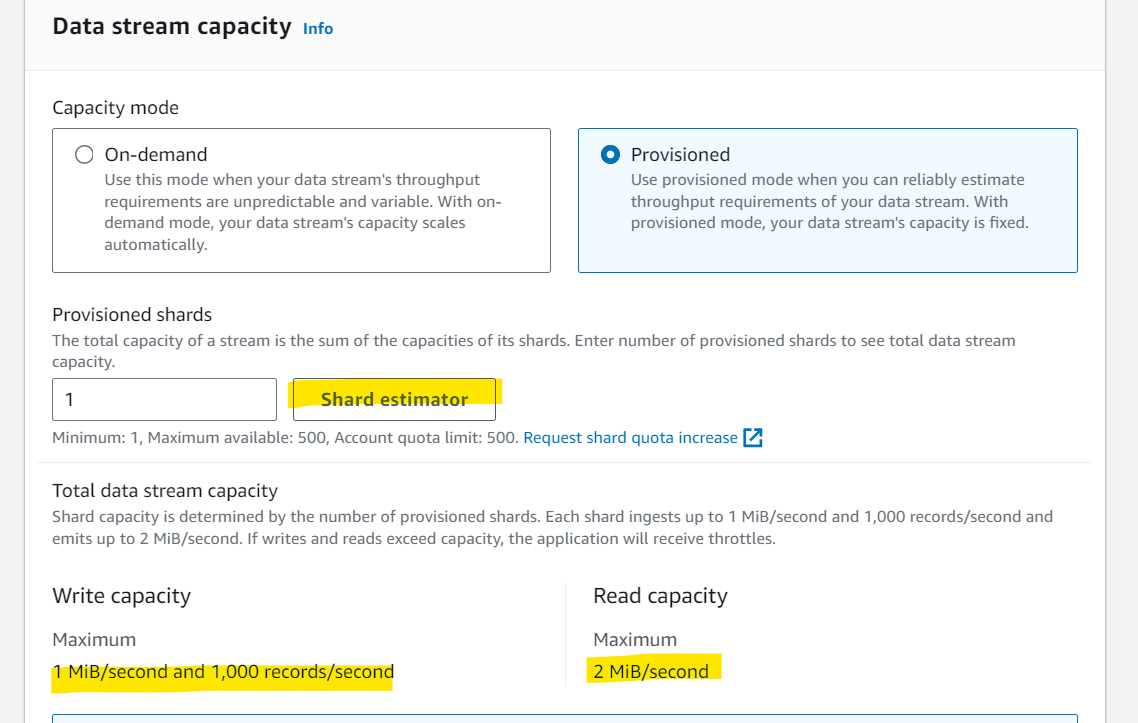 Data stream capacity Info
Capacity mode
On-demand
Use this mode when your data stream's throughput
requirements are unpredictable and variable. With on-
demand mode, your data stream's capacity scales
automatically.
Provisioned
Use provisioned mode when you can reliably estimate
throughput requirements of your data stream. With
provisioned mode, your data stream's capacity is fixed.
Provisioned shards
The total capacity of a stream is the sum of the capacities of its shards. Enter number of provisioned shards to see total data stream
capacity.
1
Shard estimator
Minimum: 1, Maximum available: 500, Account quota limit: 500. Request shard quota increase
Total data stream capacity
Shard capacity is determined by the number of provisioned shards. Each shard ingests up to 1 MiB/second and 1,000 records/second and
emits up to 2 MiB/second. If writes and reads exceed capacity, the application will receive throttles.
Write capacity
Maximum
1 MiB/second and 1,000 records/second
Read capacity
Maximum
2 MiB/second